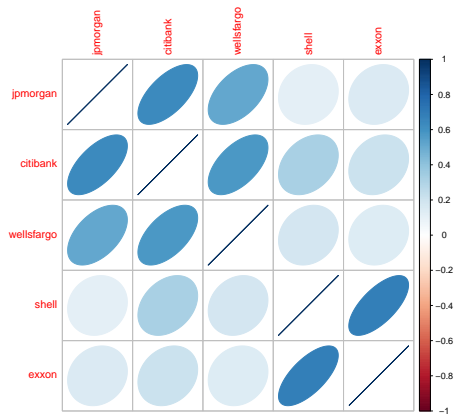 jpmorgan
citibank
wellsfargo
shell
exxon
jpmorgan
citibank
wellsfargo
shell
exxon
1
0.8
0.6
0.4
0.2
0
−0.2
−0.4
−0.6
−0.8
−1